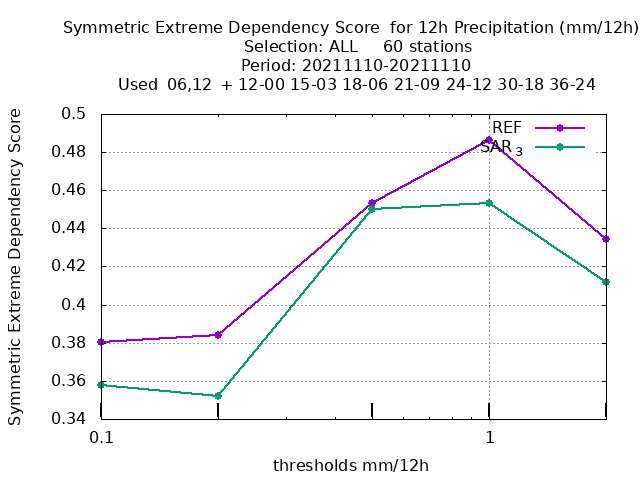 Symmetric Extreme Dependency Score  for 12h Precipitation (mm/12h)
Selection: ALL     60 stations
Period: 20211110-20211110
Used  06,12  + 12-00 15-03 18-06 21-09 24-12 30-18 36-24
Symmetric Extreme Dependency Score
0.5
0.48
0.46
0.44
0.42
0.4
0.38
0.36
0.34
REF
SAR 3
0.1
1
thresholds mm/12h